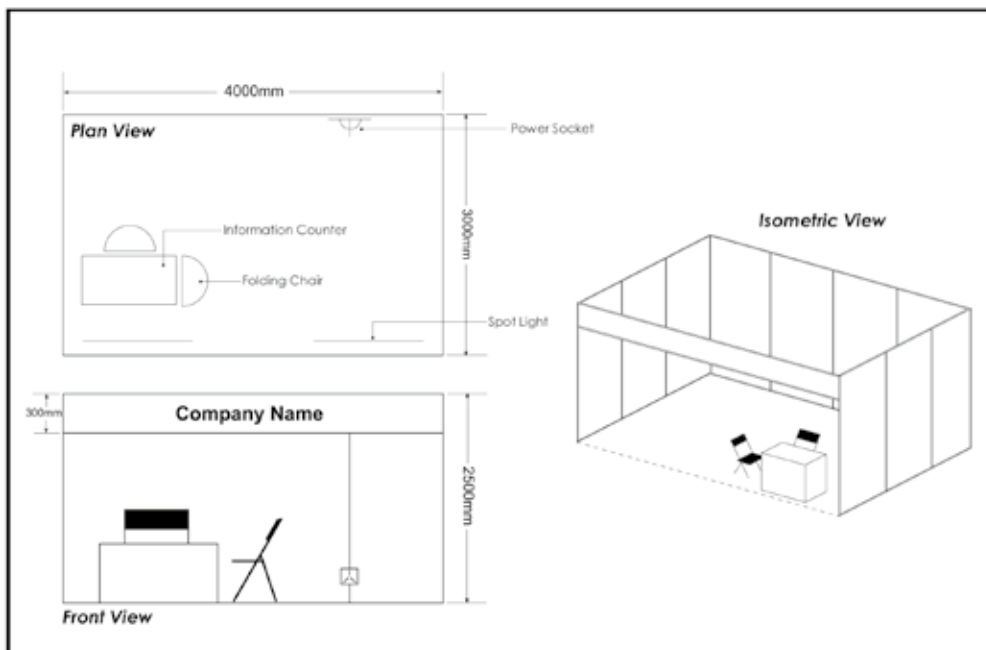 4000mm
Plan View
Power Socket
3000mm
Information Counter
Folding Chair
Spot Light
Isometric View
300mm
Company Name
2500mm
Front View